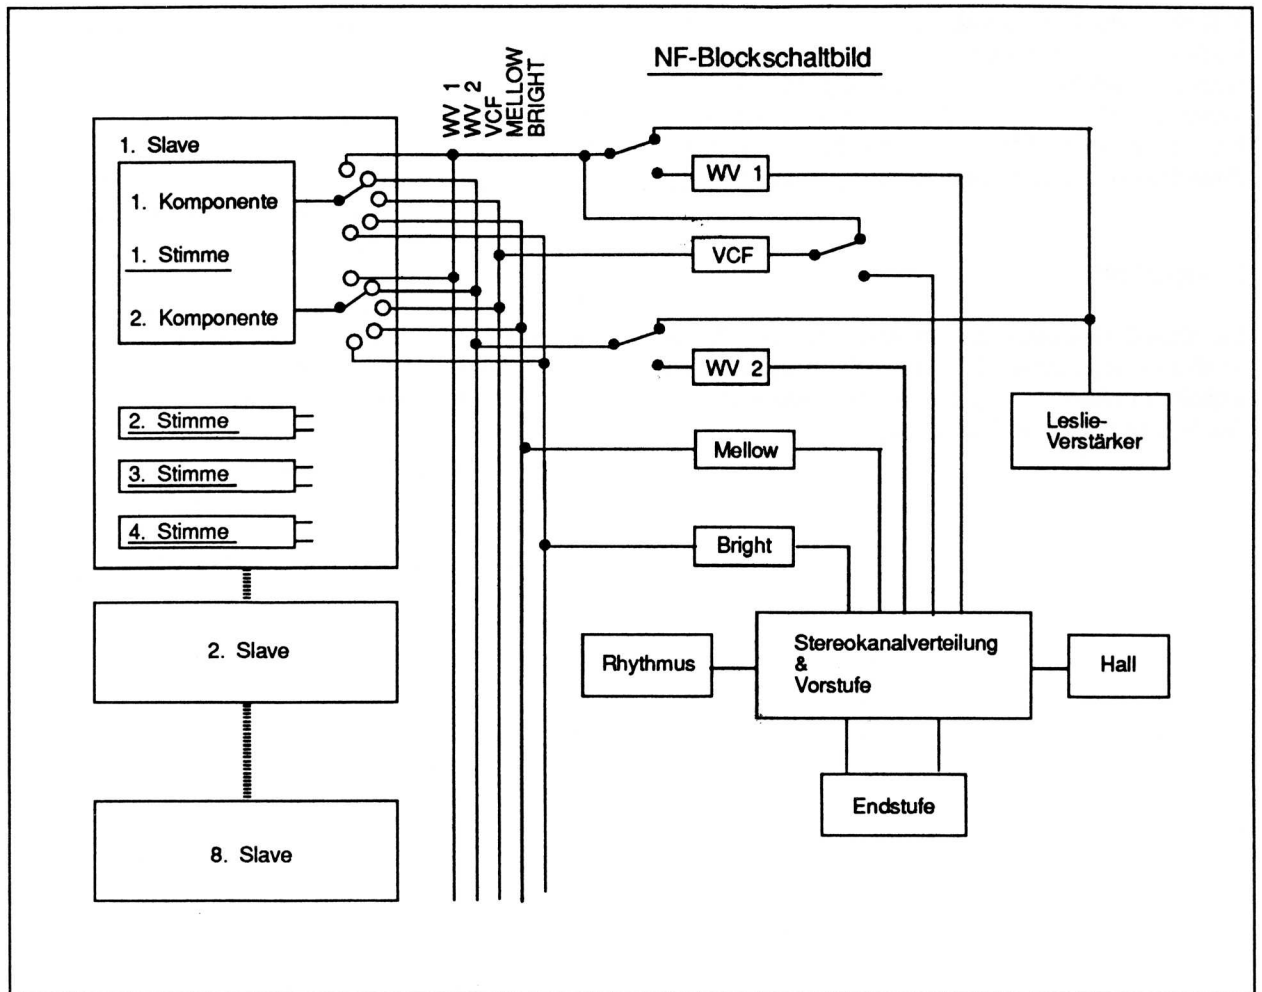 NF-Blockschaltbild
WV 1
WV 2
VCF
MELLOW
BRIGHT
1. Slave
1. Komponente
1. Stimme
2. Komponente
2. Stimme
3. Stimme
4. Stimme
2. Slave
8. Slave
WV 1
VCF
WV 2
Mellow
Bright
Leslie-
Verstärker
Rhythmus
Stereokanalverteilung
&
Vorstufe
Hall
Endstufe